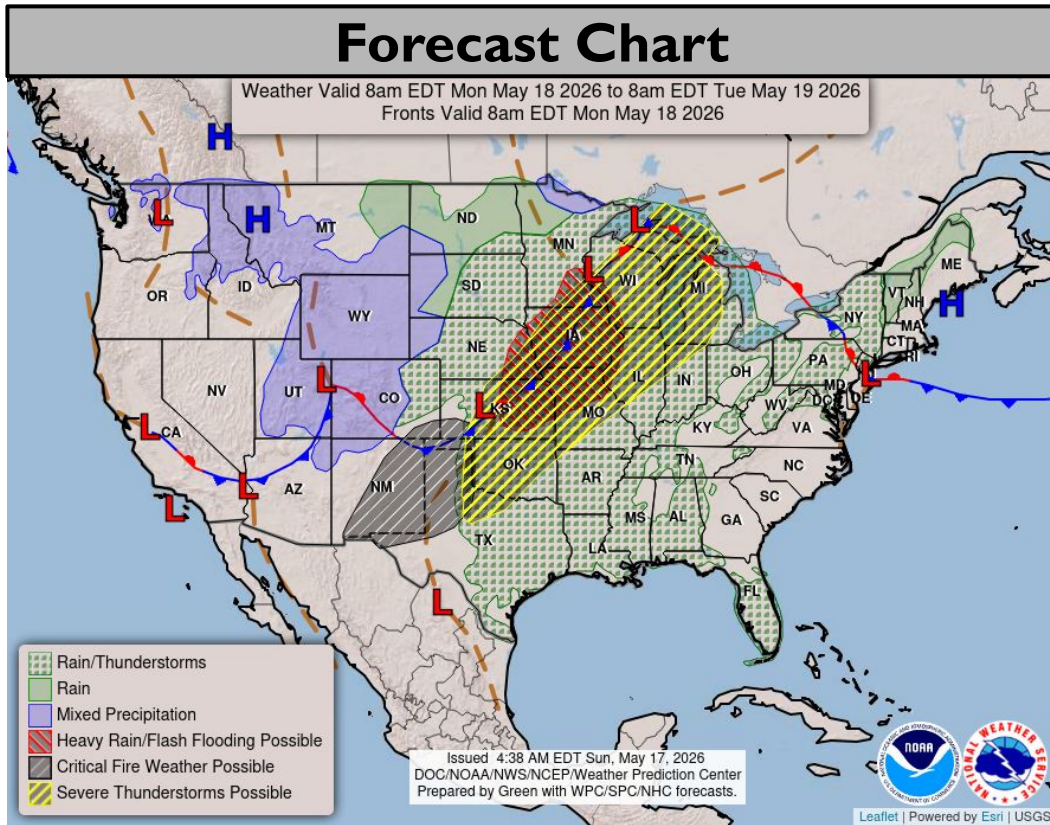 Forecast Chart
Weather Valid 8am EDT Mon May 18 2026 to 8am EDT Tue May 19 2026
Fronts Valid 8am EDT Mon May 18 2026
H
L
H
MT
ND
MN
L
L
WI
MI
ME
VT
NH
H
OR
ID
WY
SD
NY
MA
CT
RI
IA
NE
PA
L
NV
UT
L
CO
L
KS
IL
IN
OH
MD
DE
DC
WV
MO
KY
VA
L
CA
L
AZ
NM
OK
AR
TN
NC
SC
L
TX
LA
MS
AL
GA
L
FL
Rain/Thunderstorms
Rain
Mixed Precipitation
Heavy Rain/Flash Flooding Possible
Critical Fire Weather Possible
Severe Thunderstorms Possible
Issued 4:38 AM EDT Sun, May 17, 2026
DOC/NOAA/NWS/NCEP/Weather Prediction Center
Prepared by Green with WPC/SPC/NHC forecasts.
NOAA
NATIONAL WEATHER SERVICE
Leaflet | Powered by Esri | USGS